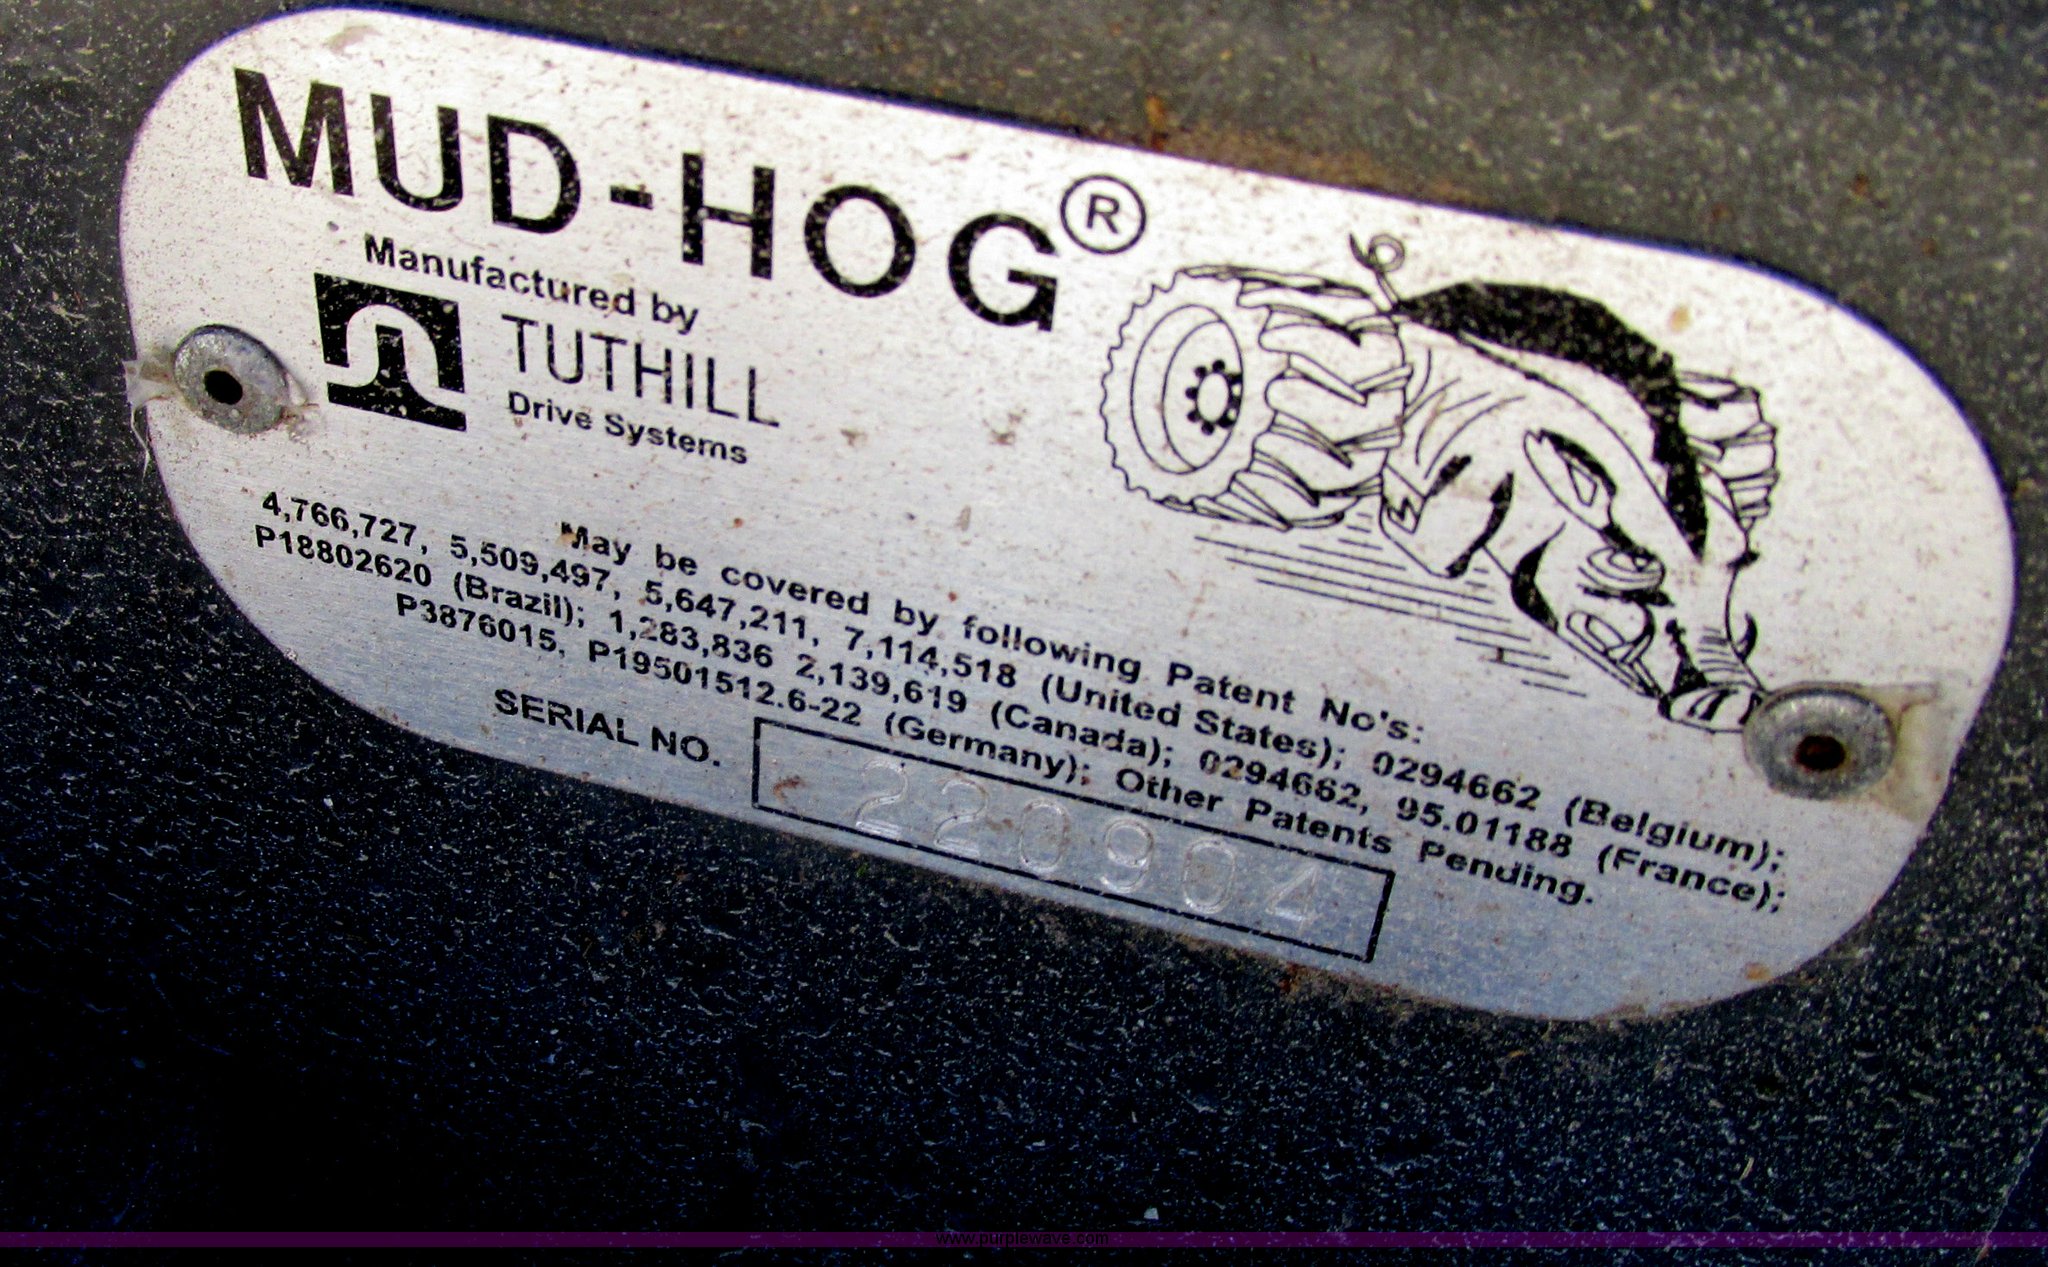 MUD-HOG®
Manufactured by
TUTHILL
Drive Systems
May be covered by following Patent No's:
4,766,727, 5,509,497, 5,647,211, 7,114,518 (United States); 0294662 (Belgium);
P18802620 (Brazil); 1,283,836 2,139,619 (Canada); 0294662, 95.01188 (France);
P3876015, P19501512.6-22 (Germany); Other Patents Pending.
SERIAL NO. 220904
www.purplewave.com